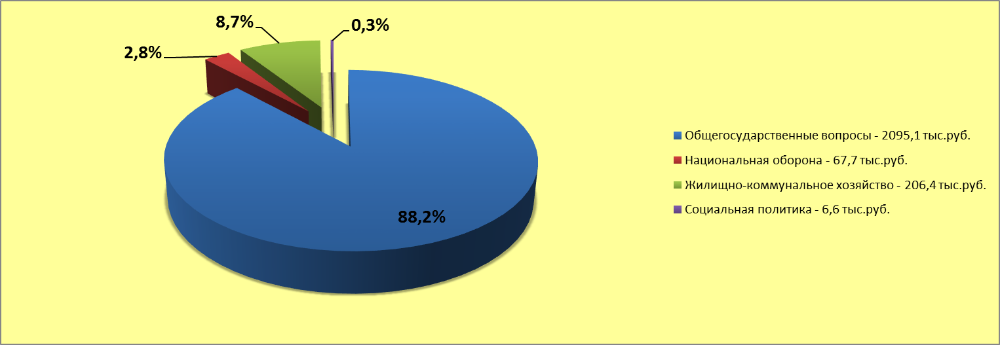 8,7%
0,3%
2,8%
88,2%
Общегосударственные вопросы - 2095,1 тыс.руб.
Национальная оборона - 67,7 тыс.руб.
Жилищно-коммунальное хозяйство - 206,4 тыс.руб.
Социальная политика - 6,6 тыс.руб.